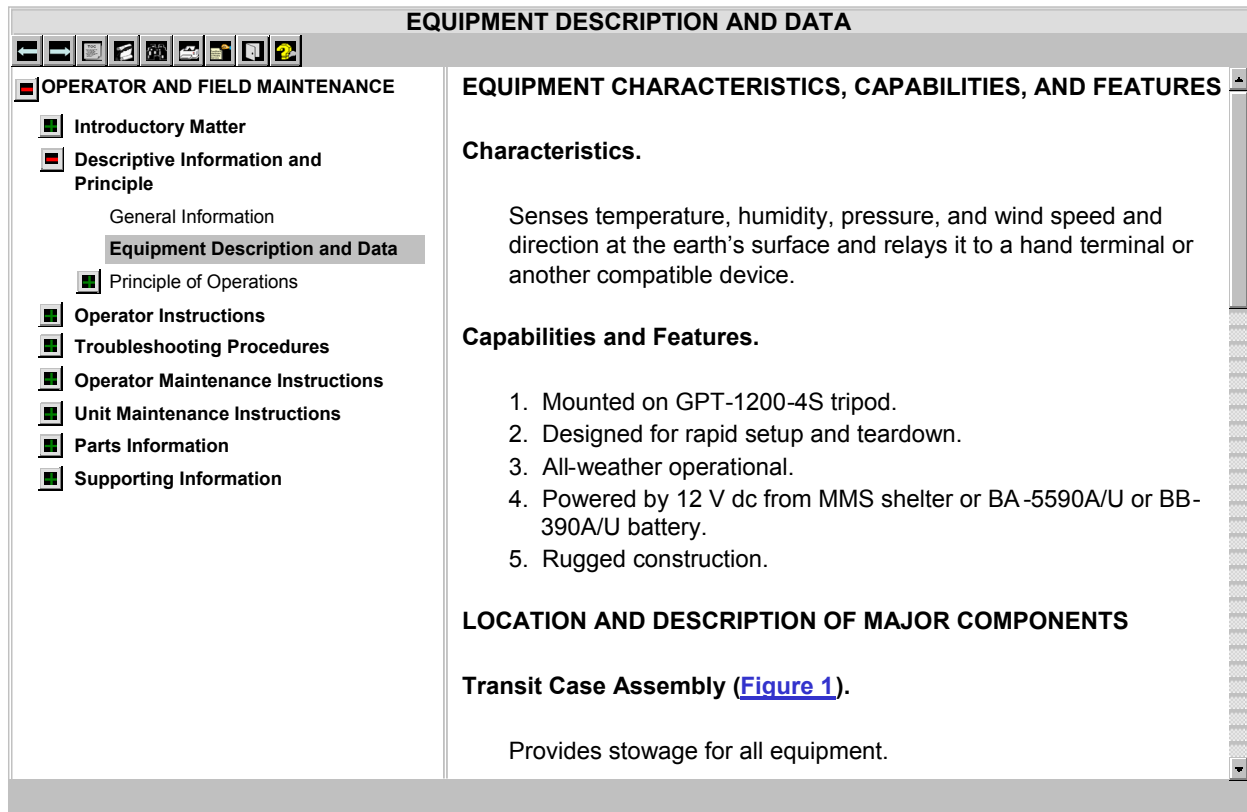 EQUIPMENT DESCRIPTION AND DATA
OPERATOR AND FIELD MAINTENANCE
Introductory Matter
Descriptive Information and
Principle
General Information
Equipment Description and Data
Principle of Operations
Operator Instructions
Troubleshooting Procedures
Operator Maintenance Instructions
Unit Maintenance Instructions
Parts Information
Supporting Information
EQUIPMENT CHARACTERISTICS, CAPABILITIES, AND FEATURES
Characteristics.
Senses temperature, humidity, pressure, and wind speed and
direction at the earth's surface and relays it to a hand terminal or
another compatible device.
Capabilities and Features.
1. Mounted on GPT-1200-4S tripod.
2. Designed for rapid setup and teardown.
3. All-weather operational.
4. Powered by 12 V dc from MMS shelter or BA-5590A/U or BB-
390A/U battery.
5. Rugged construction.
LOCATION AND DESCRIPTION OF MAJOR COMPONENTS
Transit Case Assembly (Figure 1).
Provides stowage for all equipment.